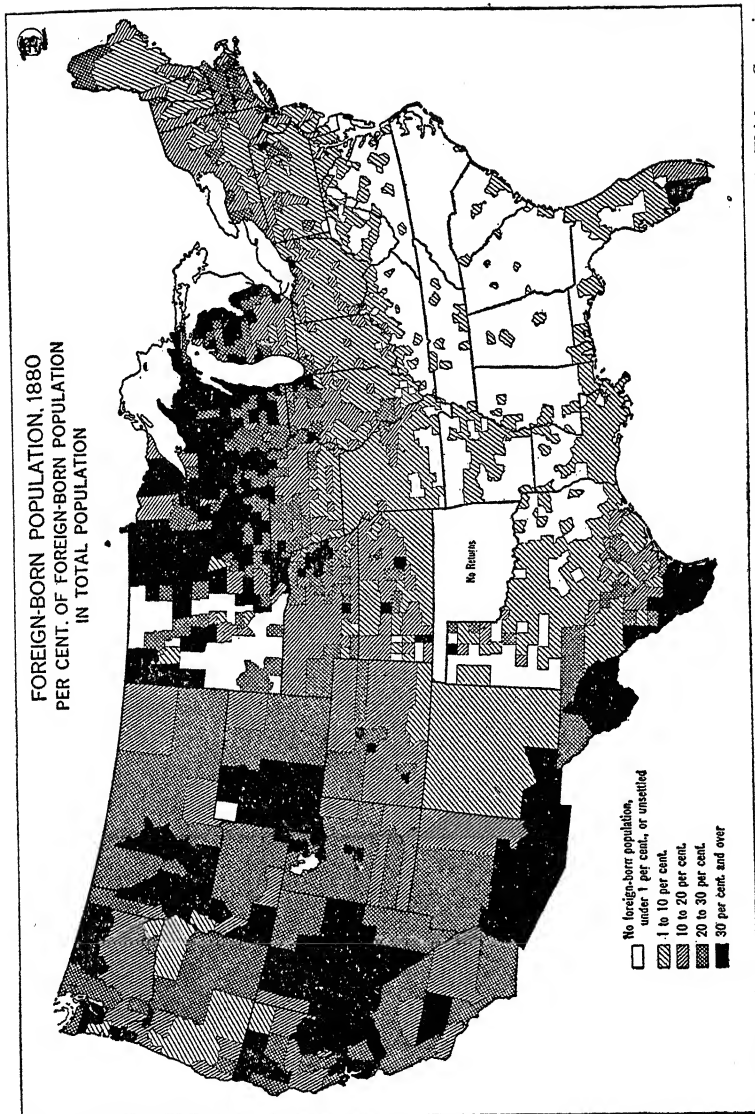 FOREIGN-BORN POPULATION, 1880
PER CENT. OF FOREIGN-BORN POPULATION
IN TOTAL POPULATION
No Returns
No foreign-born population,
under 1 per cent., or unsettled
1 to 10 per cent.
10 to 20 per cent.
20 to 30 per cent.
30 per cent. and over